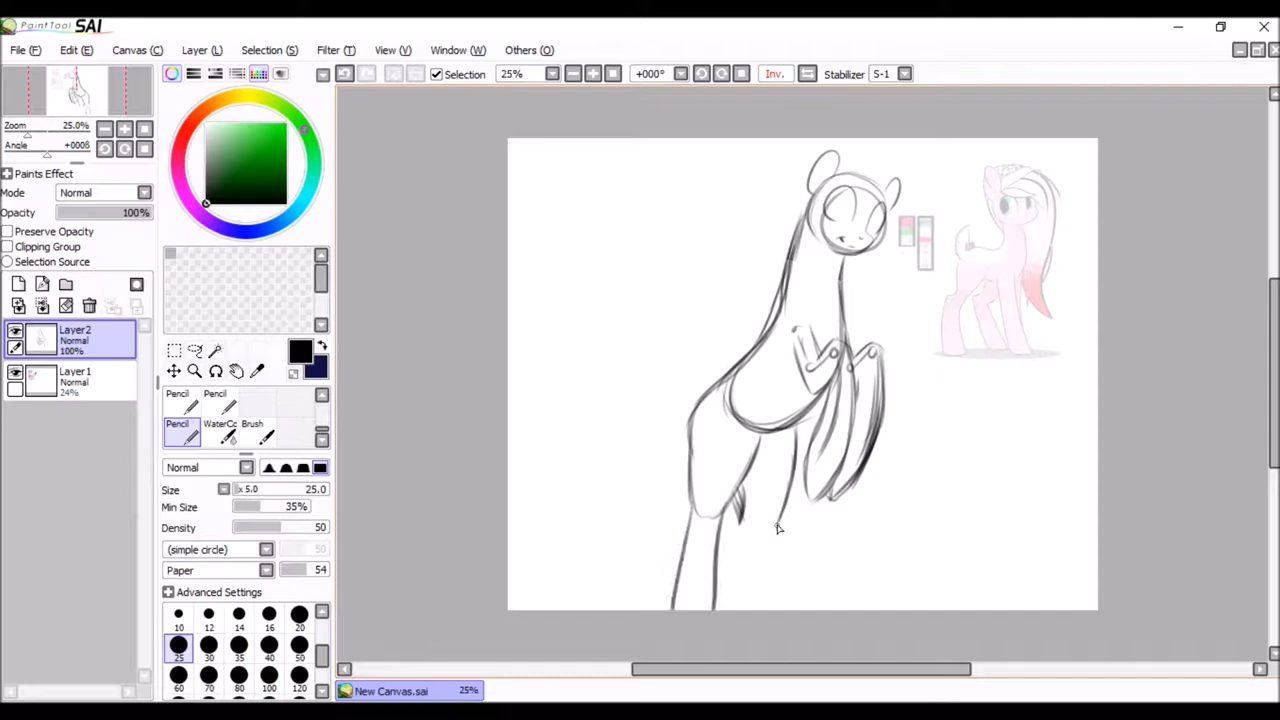 PaintTool SAI
File (F) Edit (E) Canvas (C) Layer (L) Selection (S) Filter (T) View (V) Window (W) Others (O)
Selection 25% +000° Inv. Stabilizer S-1
Zoom 25.0%
Angle +000B
Paints Effect
Mode Normal
Opacity 100%
Preserve Opacity
Clipping Group
Selection Source
Layer2
Normal
100%
Layer1
Normal
24%
Pencil Pencil
Pencil WaterCo Brush
Normal
Size x 5.0 25.0
Min Size 35%
Density 50
(simple circle) 50
Paper 54
Advanced Settings
10 12 14 16 20
25 30 35 40 50
60 70 80 100 120
New Canvas.sai 25%